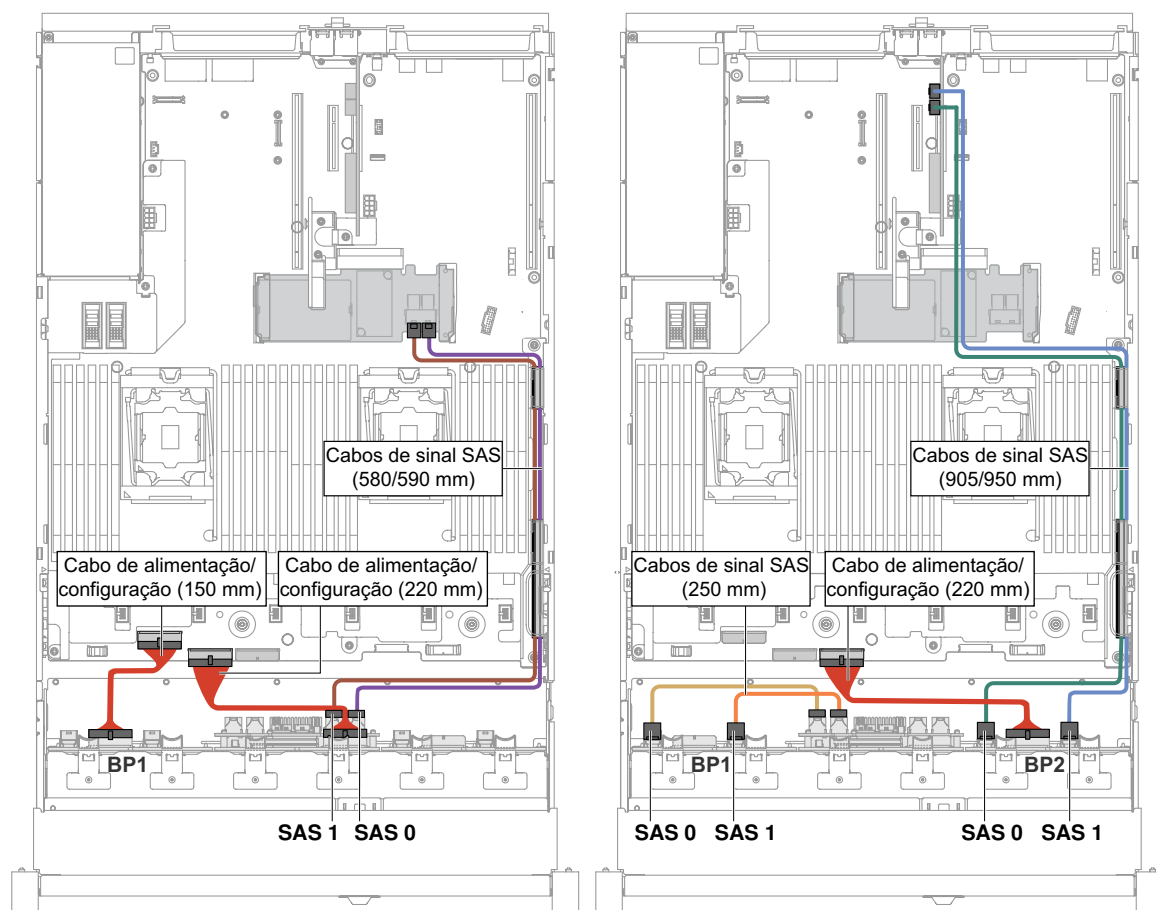 Cabos de sinal SAS
(580/590 mm)
Cabo de alimentação/
configuração (150 mm)
Cabo de alimentação/
configuração (220 mm)
BP1
SAS 1
SAS 0
Cabos de sinal SAS
(905/950 mm)
Cabos de sinal SAS
(250 mm)
Cabo de alimentação/
configuração (220 mm)
BP1
BP2
SAS 0
SAS 1
SAS 0
SAS 1